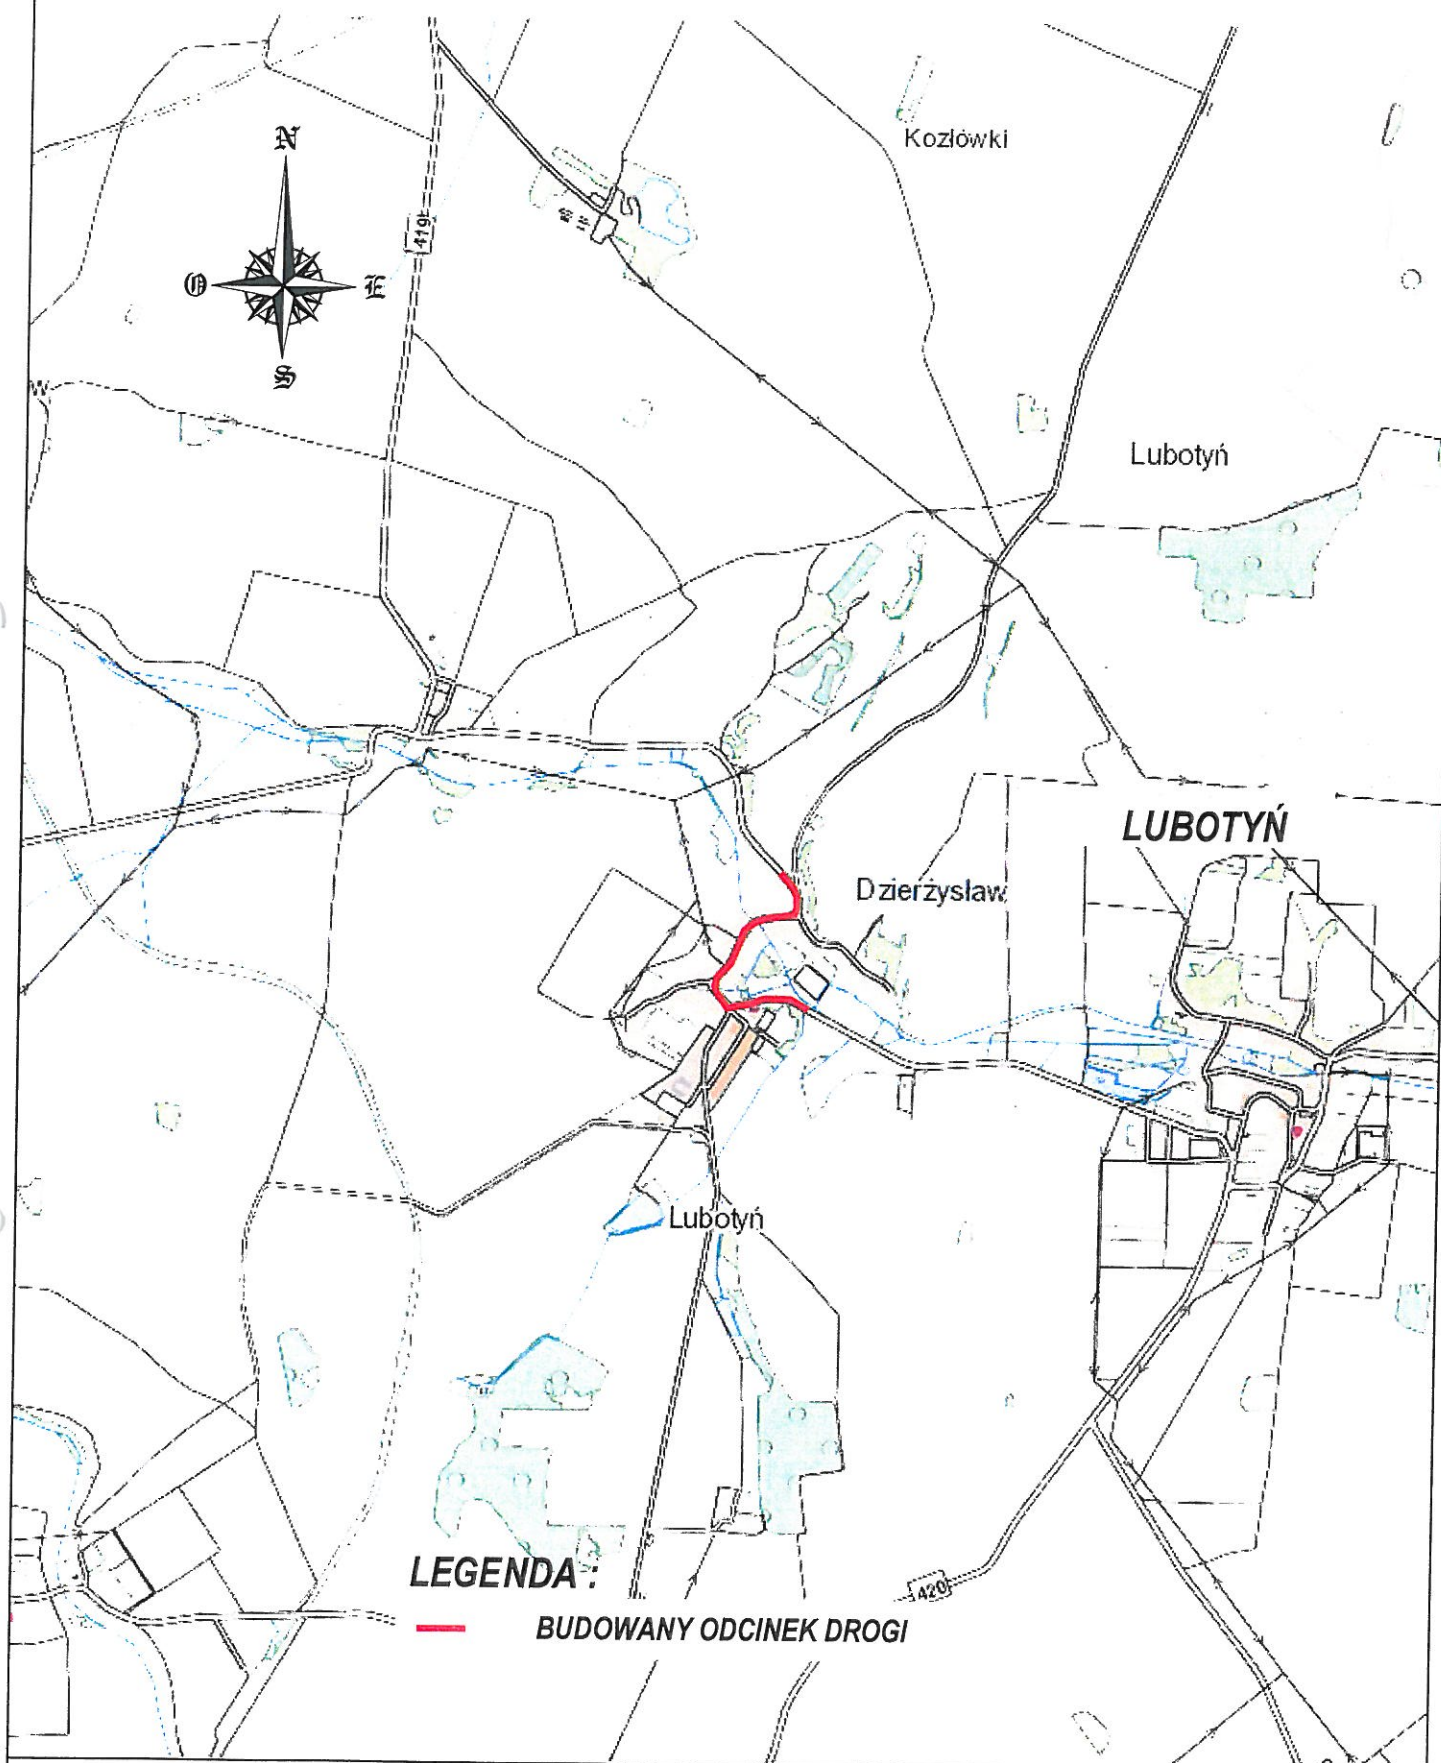 Kozłówki
N
419
O
E
S
W
Lubotyń
LUBOTYŃ
Dzierżysław
Lubotyń
LEGENDA :
420
BUDOWANY ODCINEK DROGI